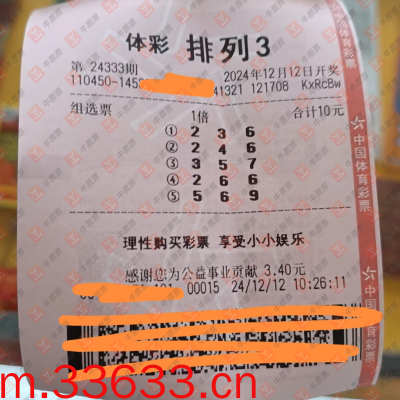 体彩 排列3
第 24333期 2024年12月12日开奖
110450-1453 41321 121708 KxRcBw
组选票 1倍 合计10元
① 2 3 6
② 2 4 6
③ 3 5 7
④ 2 6 6
⑤ 5 6 9
理性购买彩票 享受小小娱乐
感谢您为公益事业贡献 3.40元
00015 24/12/12 10:26:11
中国体育彩票
中国体育彩票
中国体育
m.33633.cn